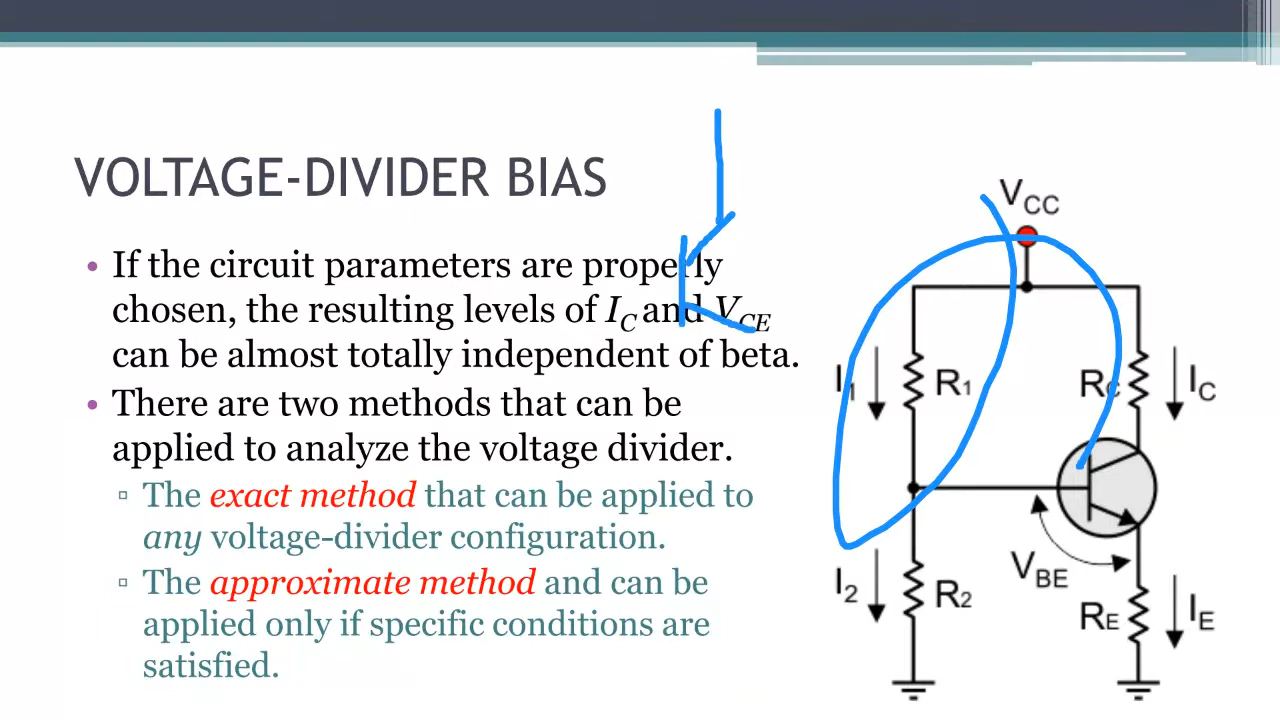 VOLTAGE-DIVIDER BIAS
• If the circuit parameters are properly
chosen, the resulting levels of IC and VCE
can be almost totally independent of beta.
• There are two methods that can be
applied to analyze the voltage divider.
▫ The exact method that can be applied to
any voltage-divider configuration.
▫ The approximate method and can be
applied only if specific conditions are
satisfied.
VCC
I1
R1
RC
IC
VBE
I2
R2
RE
IE